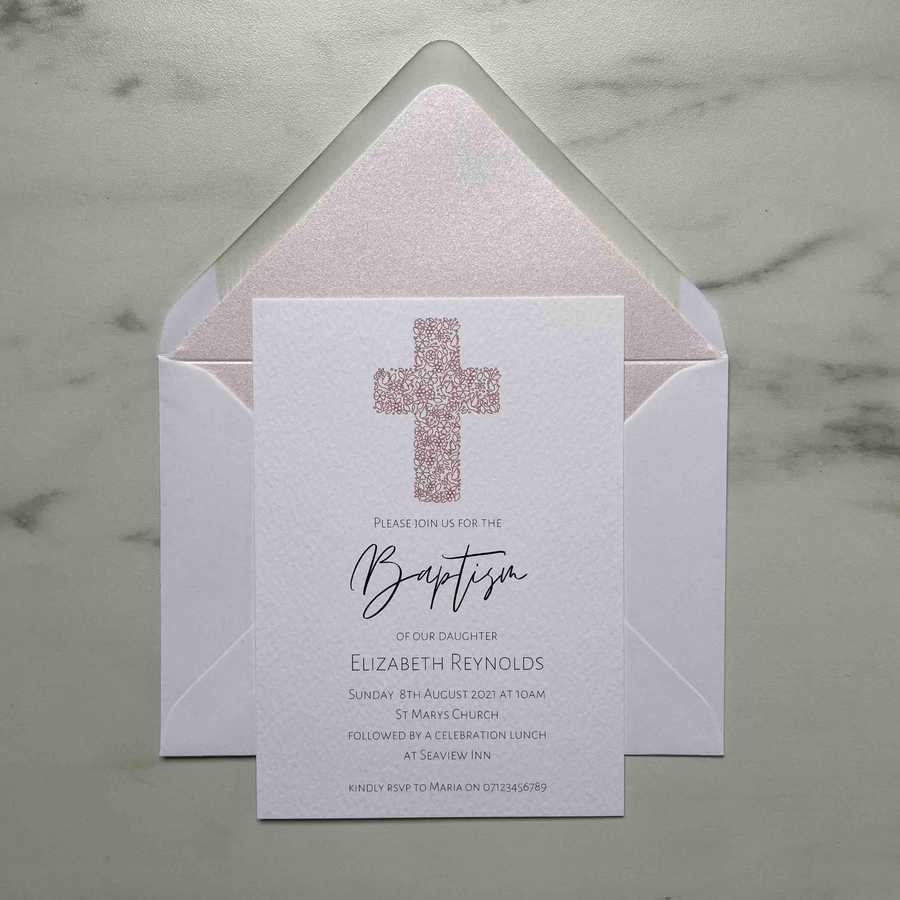 Please join us for the
Baptism
of our daughter
Elizabeth Reynolds
Sunday 8th August 2021 at 10am
St Marys Church
followed by a celebration lunch
at Seaview Inn
kindly rsvp to Maria on 07123456789